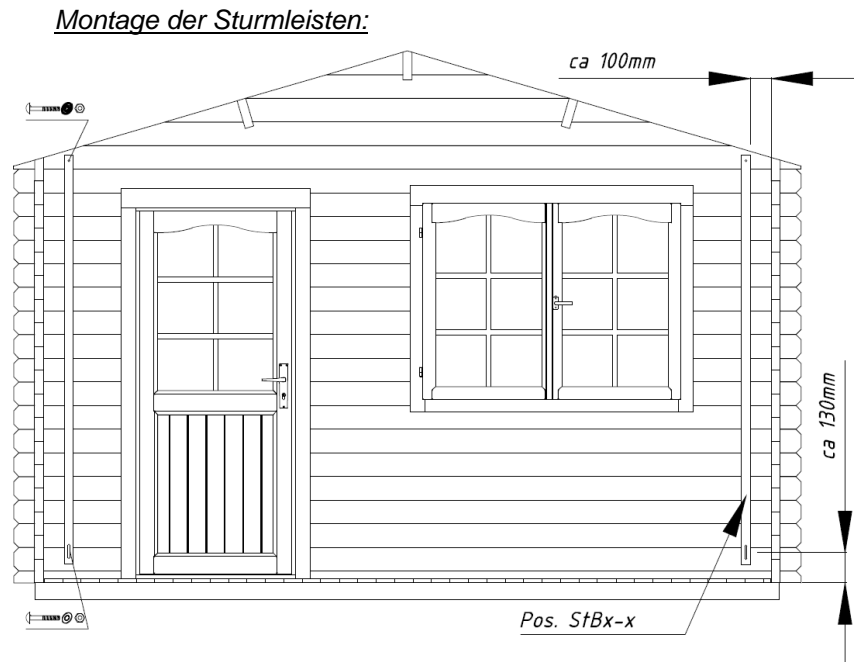 Montage der Sturmleisten:
ca 100mm
ca 130mm
Pos. StBx-x